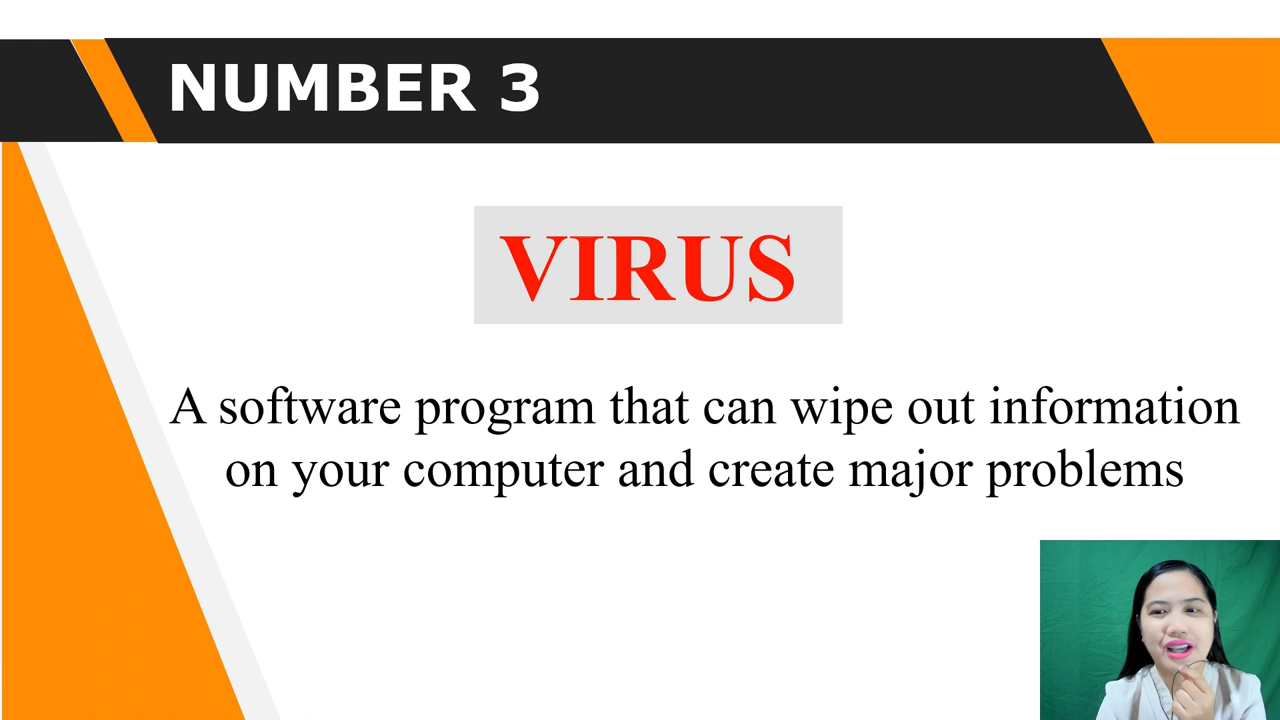 NUMBER 3
VIRUS
A software program that can wipe out information
on your computer and create major problems